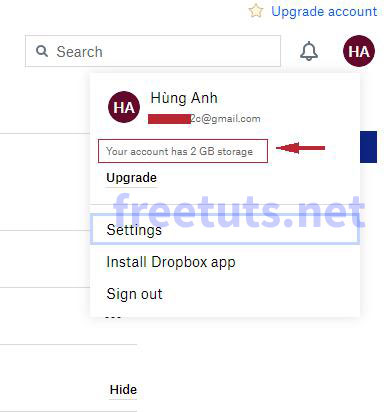 Upgrade account
Search
HA
HA
Hùng Anh
2c@gmail.com
Your account has 2 GB storage
Upgrade
freetuts.net
Settings
Install Dropbox app
Sign out
Hide